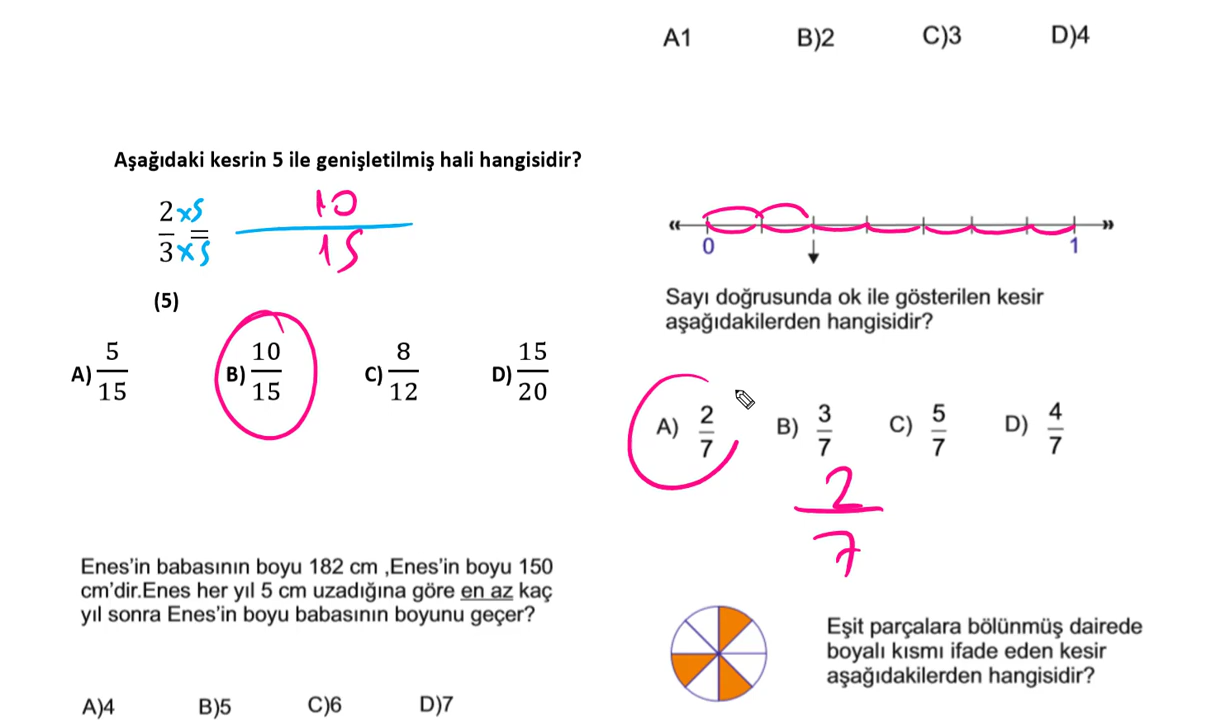 Aşağıdaki kesrin 5 ile genişletilmiş hali hangisidir?
2 x5 10
3 x5 = 15
(5)
A) 5/15 B) 10/15 C) 8/12 D) 15/20
Enes'in babasının boyu 182 cm ,Enes'in boyu 150
cm'dir.Enes her yıl 5 cm uzadığına göre en az kaç
yıl sonra Enes'in boyu babasının boyunu geçer?
A)4 B)5 C)6 D)7
A1 B)2 C)3 D)4
0 1
Sayı doğrusunda ok ile gösterilen kesir
aşağıdakilerden hangisidir?
A) 2/7 B) 3/7 C) 5/7 D) 4/7
2
7
Eşit parçalara bölünmüş dairede
boyalı kısmı ifade eden kesir
aşağıdakilerden hangisidir?